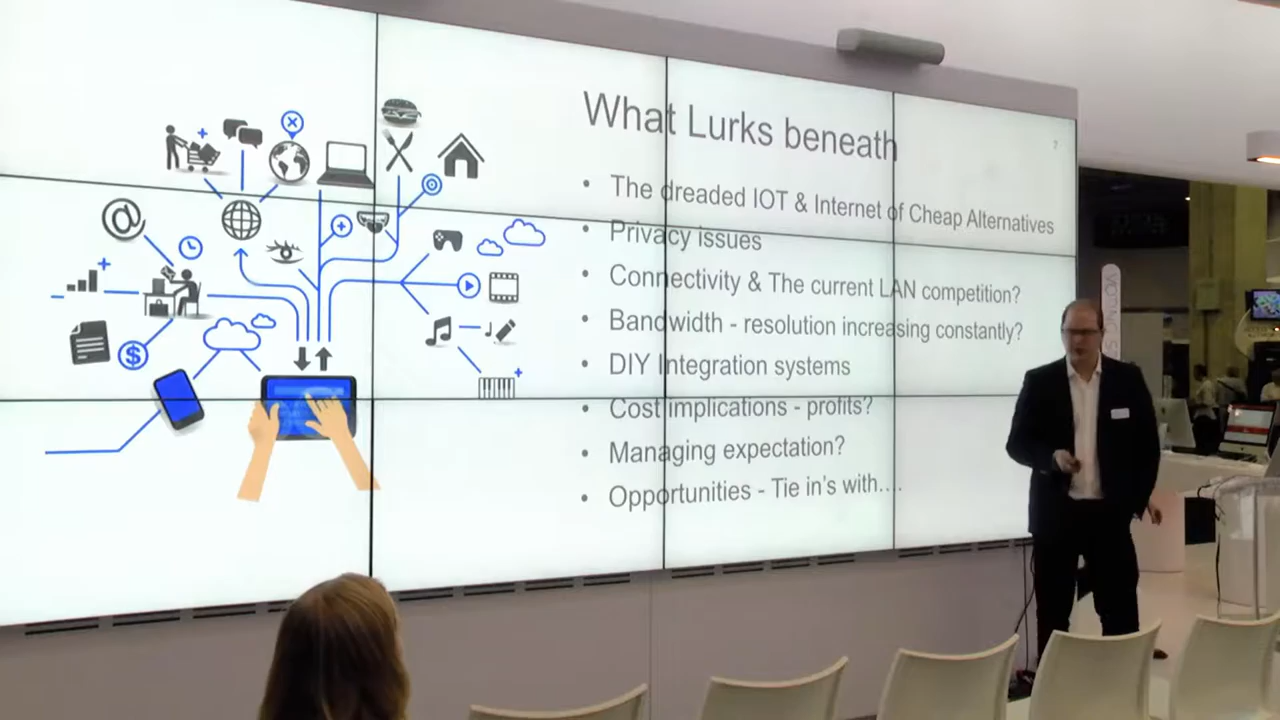 What Lurks beneath
7
• The dreaded IOT & Internet of Cheap Alternatives
• Privacy issues
• Connectivity & The current LAN competition?
• Bandwidth - resolution increasing constantly?
• DIY Integration systems
• Cost implications - profits?
• Managing expectation?
• Opportunities - Tie in's with....
@
$